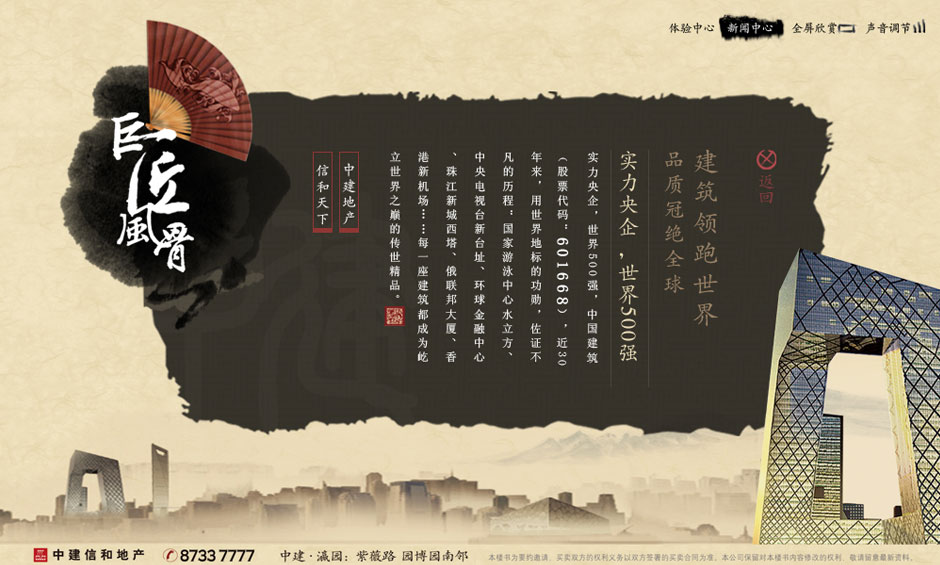 体验中心 新闻中心 全屏欣赏 声音调节
巨匠風骨
返回
建筑领跑世界
品质冠绝全球
实力央企，世界500强
实力央企，世界500强，中国建筑
（股票代码：601668），近30
年来，用世界地标的功勋，佐证不
凡的历程：国家游泳中心水立方、
中央电视台新台址、环球金融中心
、珠江新城西塔、俄联邦大厦、香
港新机场……每一座建筑都成为屹
立世界之巅的传世精品。
中建地产
信和天下
中建信和地产 8733 7777 中建·瀛园：紫薇路 园博园南邻 本楼书为要约邀请，买卖双方的权利义务以双方签署的买卖合同为准。本公司保留对本楼书内容修改的权利，敬请留意最新资料。